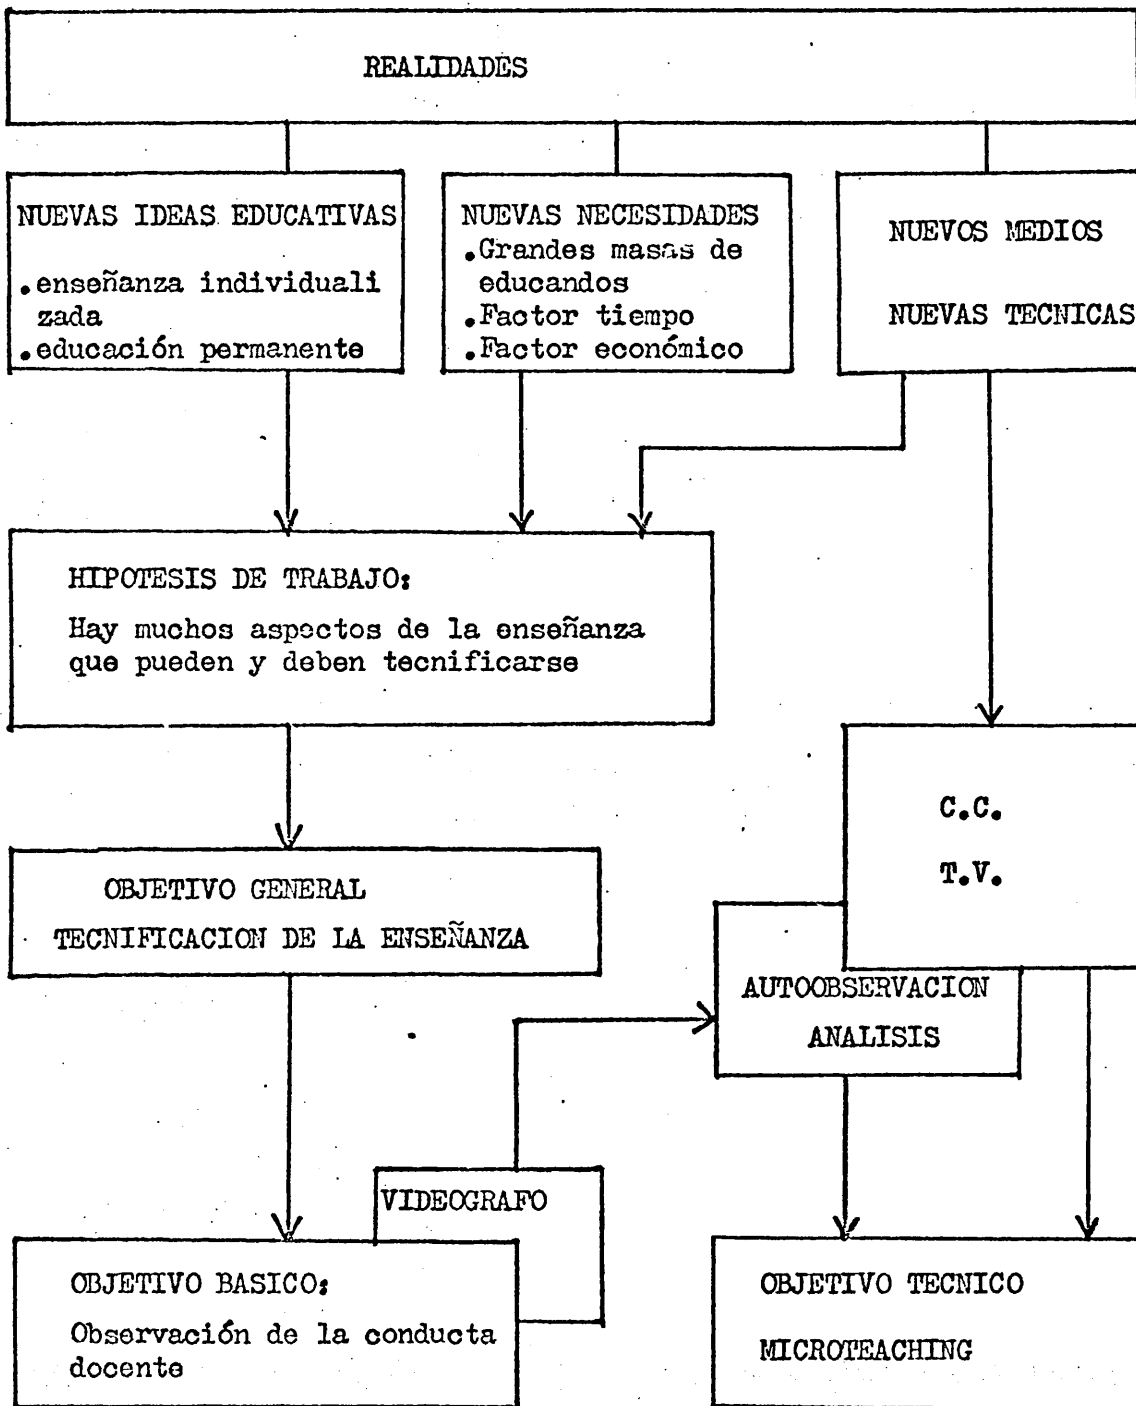 REALIDADES
NUEVAS IDEAS EDUCATIVAS
.enseñanza individuali
zada
.educación permanente
NUEVAS NECESIDADES
.Grandes masas de
educandos
.Factor tiempo
.Factor económico
NUEVOS MEDIOS
NUEVAS TECNICAS
HIPOTESIS DE TRABAJO:
Hay muchos aspectos de la enseñanza
que pueden y deben tecnificarse
C.C.
T.V.
OBJETIVO GENERAL
TECNIFICACION DE LA ENSEÑANZA
AUTOOBSERVACION
ANALISIS
VIDEOGRAFO
OBJETIVO BASICO:
Observación de la conducta
docente
OBJETIVO TECNICO
MICROTEACHING